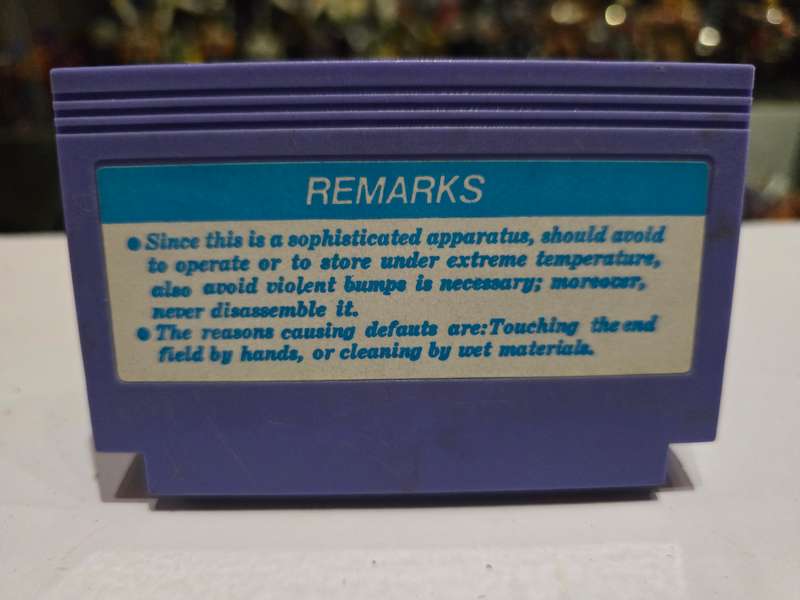 REMARKS
● Since this is a sophisticated apparatus, should avoid
to operate or to store under extreme temperature,
also avoid violent bumps is necessary; moreover,
never disassemble it.
● The reasons causing defauts are:Touching the end
field by hands, or cleaning by wet materials.